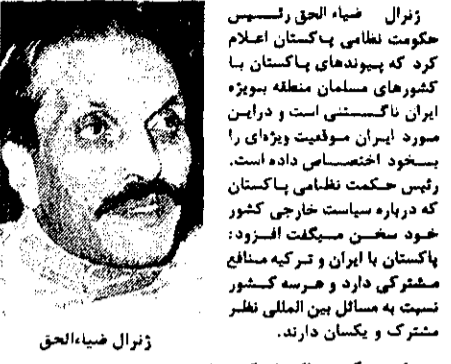 ژنرال ضیاء الحق رئیس
حکومت نظامی پاکستان اعلام
کرد که پیوندهای پاکستان با
کشورهای مسلمان منطقه بویژه
ایران ناگسستنی است و دراین
مورد ایران موقعیت ویژه‌ای را
بخود اختصاص داده است.
رئیس حکمت نظامی پاکستان
که درباره سیاست خارجی کشور
خود سخن میگفت افزود:
پاکستان با ایران و ترکیه منافع
مشترکی دارد و هرسه کشور
نسبت به مسائل بین المللی نظر
مشترک و یکسان دارند.
ژنرال ضیاءالحق